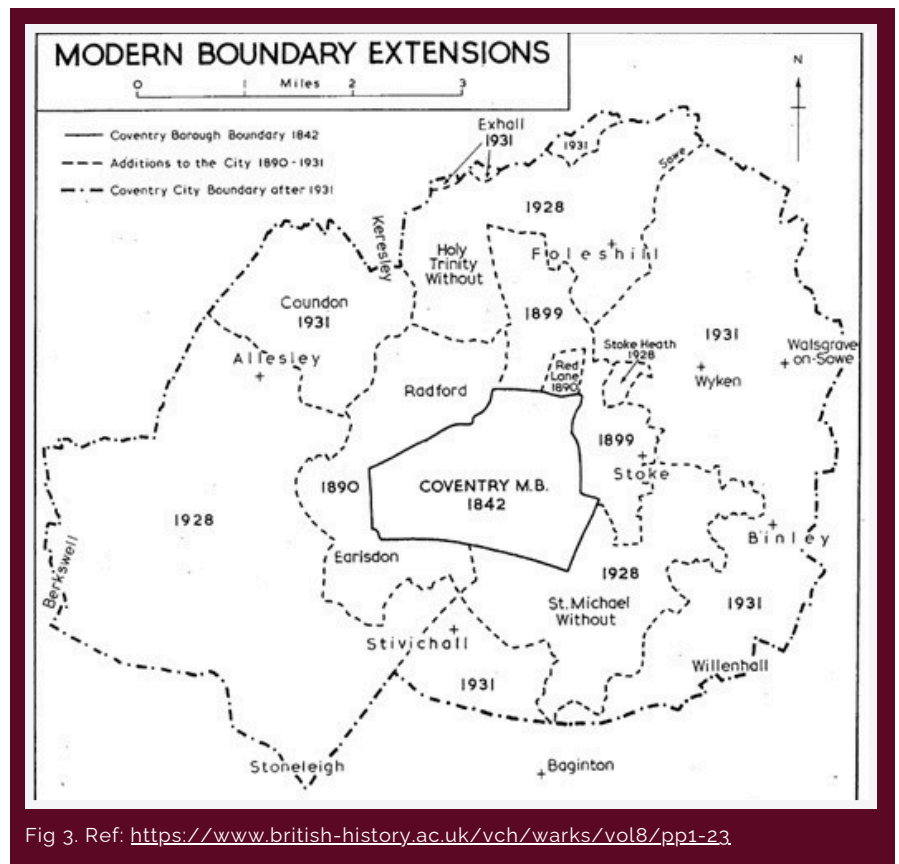 MODERN BOUNDARY EXTENSIONS
0 1 Miles 2 3
N
Coventry Borough Boundary 1842
Additions to the City 1890-1931
Coventry City Boundary after 1931
Exhall
1931
1931
Sowe
1928
Keresley
Holy
Trinity
Without
Foleshill
Coundon
1931
1899
1931
Allesley
Stoke Heath
1928
Walsgrave
on-Sowe
Red
Lane
1890
Wyken
Radford
1899
Stoke
1890
COVENTRY M.B.
1842
1928
Binley
Berkswell
Earlsdon
1928
St. Michael
Without
1931
Stivichall
Willenhall
1931
Stoneleigh
Baginton
Fig 3. Ref: https://www.british-history.ac.uk/vch/warks/vol8/pp1-23